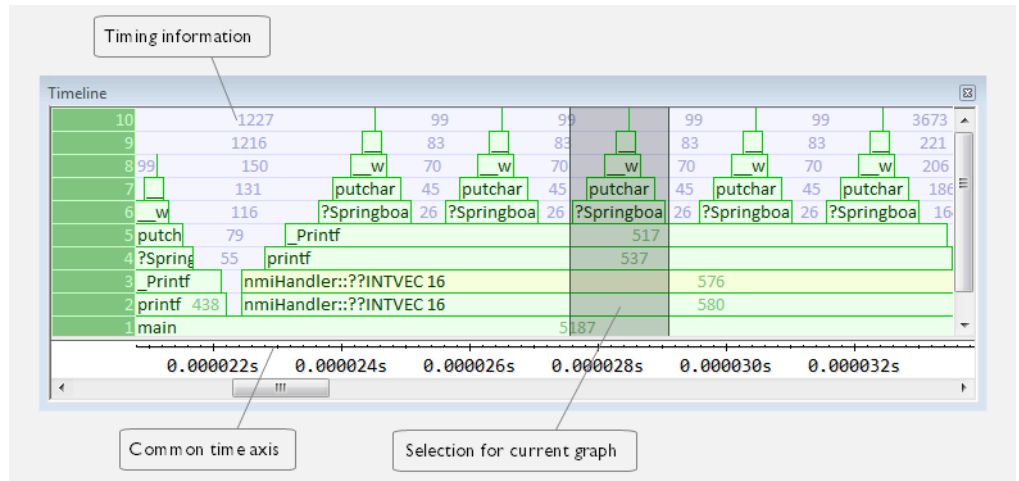 Timing information
Timeline
10 1227 99 99 99 99 3673
9 1216 83 83 83 83 221
8 99 150 __w 70 __w 70 __w 70 __w 70 __w 206
7 131 putchar 45 putchar 45 putchar 45 putchar 45 putchar 186
6 __w 116 ?Springboa 26 ?Springboa 26 ?Springboa 26 ?Springboa 26 ?Springboa 16
5 putch 79 _Printf 517
4 ?Spring 55 printf 537
3 _Printf nmiHandler::??INTVEC 16 576
2 printf 438 nmiHandler::??INTVEC 16 580
1 main 5187
0.000022s 0.000024s 0.000026s 0.000028s 0.000030s 0.000032s
Common time axis
Selection for current graph